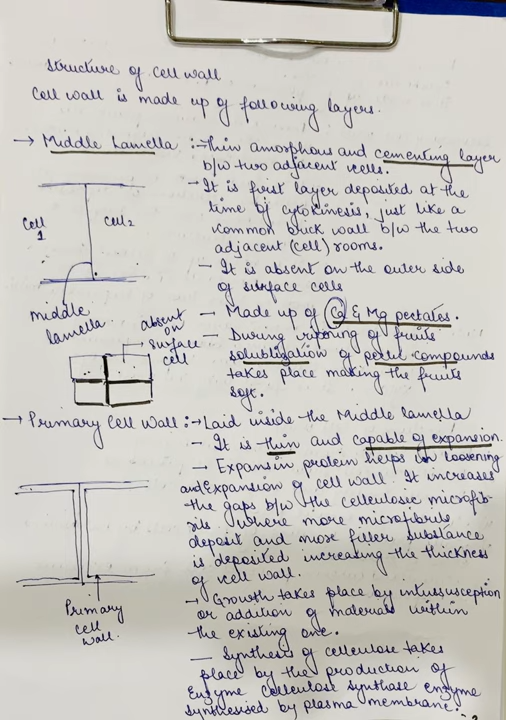 structure of cell wall
cell wall is made up of following layers.
→ Middle Lamella :- Thin amorphous and cementing layer
b/w two adjacent cells.
- It is first layer deposited at the
time of cytokinesis, just like a
common brick wall b/w the two
adjacent (cell) rooms.
- It is absent on the outer side
of surface cells
Cell 1
Cell 2
middle
lamella
- Made up of Ca & Mg pectates.
- During ripening of fruits
solublization of pectic compounds
takes place making the fruits
soft.
absent
on
surface
cell
→ Primary Cell Wall :- → Laid inside the Middle lamella
- It is thin and capable of expansion.
- Expansin protein helps in loosening
and Expansion of cell wall. It increases
the gaps b/w the cellulosic microfib-
rils where more microfibrils
deposit and more filler substance
is deposited increasing the thickness
of cell wall.
→ Growth takes place by intussusception
or addition of materials within
the existing one.
- Synthesis of cellulose takes
place by the production of
Enzyme cellulose synthase enzyme
synthesised by plasma membrane.
Primary
cell
wall.